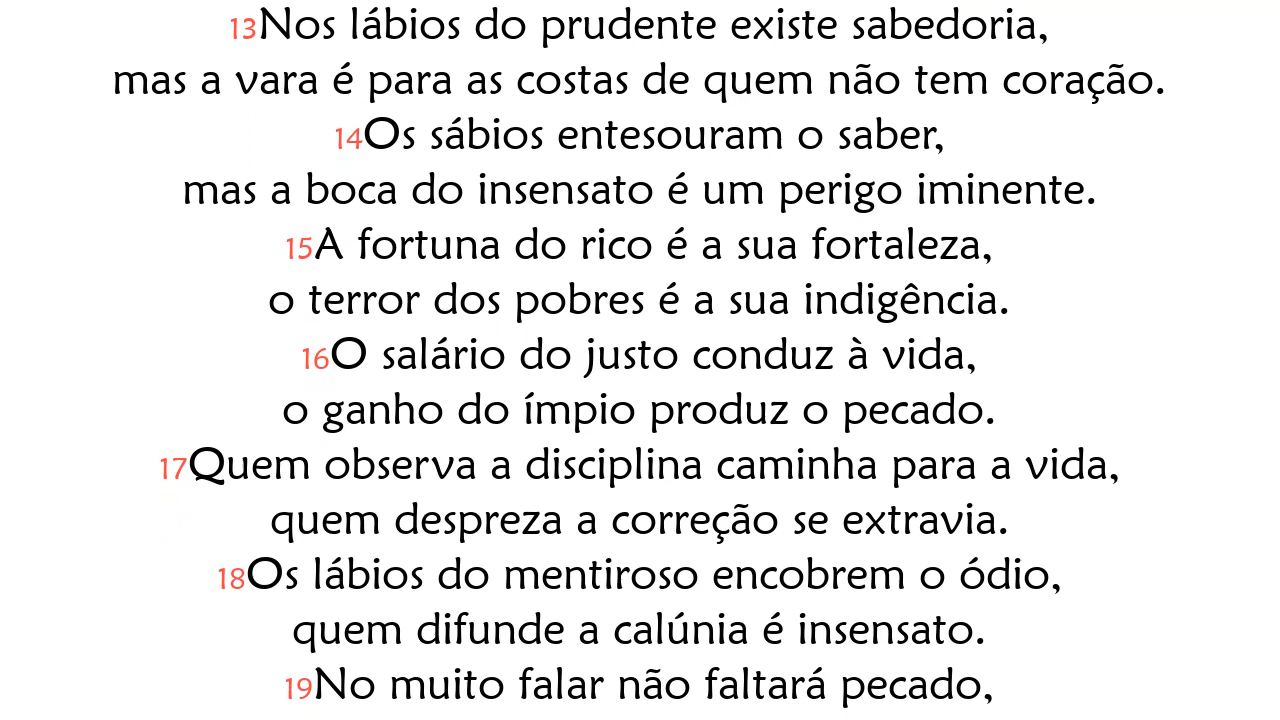 13Nos lábios do prudente existe sabedoria,
mas a vara é para as costas de quem não tem coração.
14Os sábios entesouram o saber,
mas a boca do insensato é um perigo iminente.
15A fortuna do rico é a sua fortaleza,
o terror dos pobres é a sua indigência.
16O salário do justo conduz à vida,
o ganho do ímpio produz o pecado.
17Quem observa a disciplina caminha para a vida,
quem despreza a correção se extravia.
18Os lábios do mentiroso encobrem o ódio,
quem difunde a calúnia é insensato.
19No muito falar não faltará pecado,